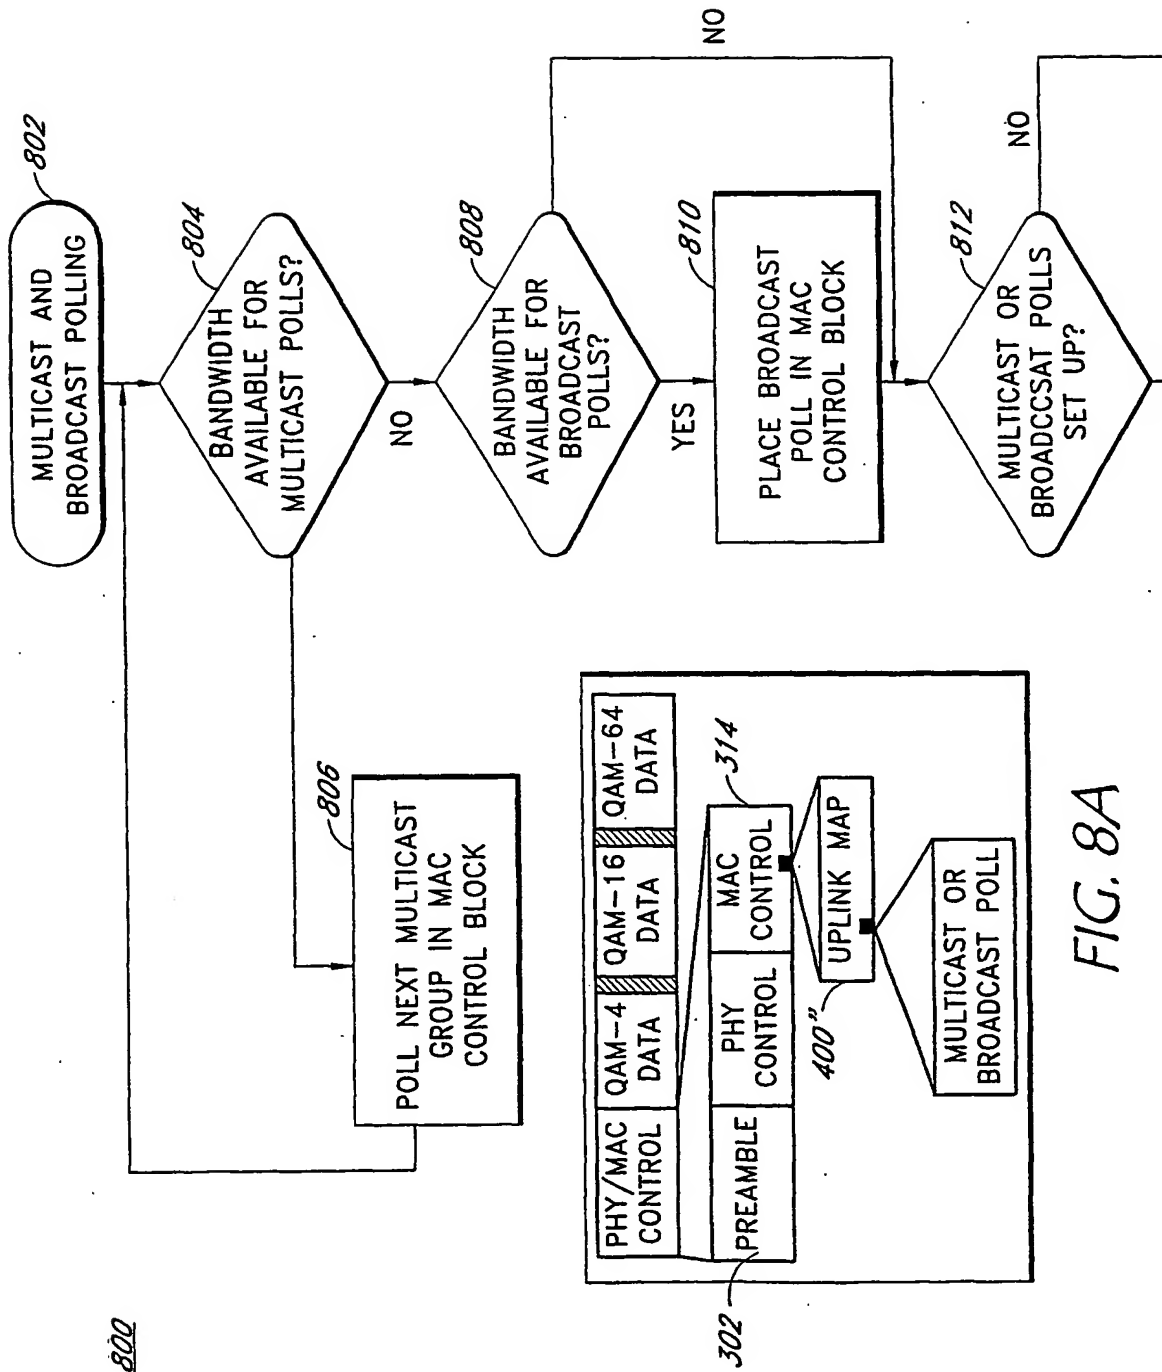 800
MULTICAST AND
BROADCAST POLLING
802
BANDWIDTH
AVAILABLE FOR
MULTICAST POLLS?
804
POLL NEXT MULTICAST
GROUP IN MAC
CONTROL BLOCK
806
NO
BANDWIDTH
AVAILABLE FOR
BROADCAST
POLLS?
808
NO
YES
PLACE BROADCAST
POLL IN MAC
CONTROL BLOCK
810
MULTICAST OR
BROADCCSAT POLLS
SET UP?
812
NO
PHY/MAC
CONTROL
QAM-4
DATA
QAM-16
DATA
QAM-64
DATA
302
PREAMBLE
PHY
CONTROL
MAC
CONTROL
314
400"
UPLINK MAP
MULTICAST OR
BROADCAST POLL
FIG. 8A